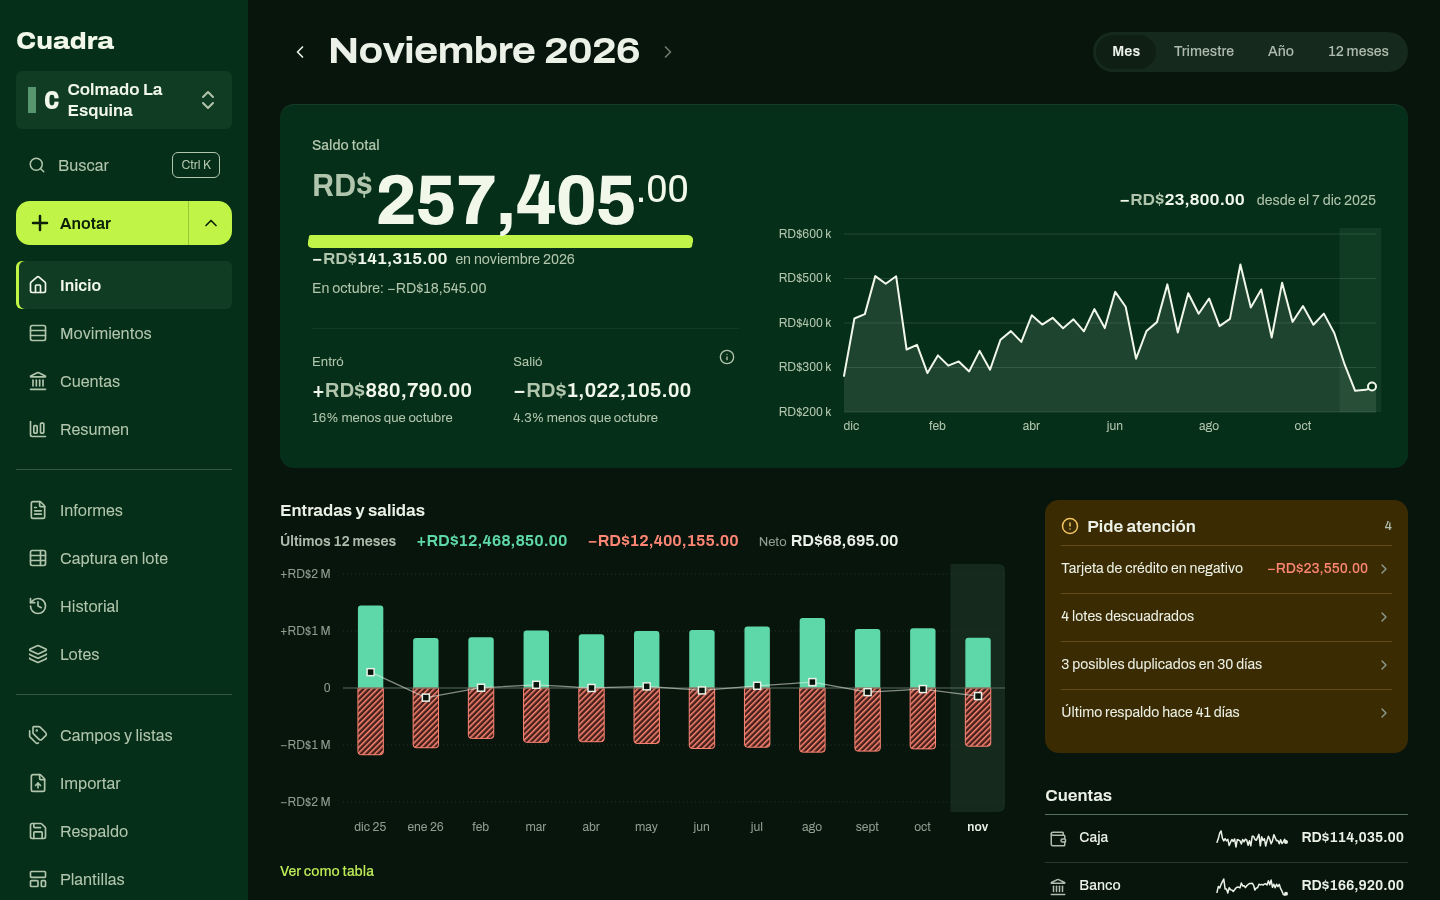 Cuadra
C Colmado La Esquina
Buscar Ctrl K
Anotar
Inicio
Movimientos
Cuentas
Resumen
Informes
Captura en lote
Historial
Lotes
Campos y listas
Importar
Respaldo
Plantillas
Noviembre 2026
Mes Trimestre Año 12 meses
Saldo total
RD$257,405.00
−RD$141,315.00 en noviembre 2026
En octubre: −RD$18,545.00
Entró
+RD$880,790.00
16% menos que octubre
Salió
−RD$1,022,105.00
4.3% menos que octubre
−RD$23,800.00 desde el 7 dic 2025
RD$600 k
RD$500 k
RD$400 k
RD$300 k
RD$200 k
dic feb abr jun ago oct
Entradas y salidas
Últimos 12 meses +RD$12,468,850.00 −RD$12,400,155.00 Neto RD$68,695.00
+RD$2 M
+RD$1 M
0
−RD$1 M
−RD$2 M
dic 25 ene 26 feb mar abr may jun jul ago sept oct nov
Ver como tabla
Pide atención 4
Tarjeta de crédito en negativo −RD$23,550.00
4 lotes descuadrados
3 posibles duplicados en 30 días
Último respaldo hace 41 días
Cuentas
Caja RD$114,035.00
Banco RD$166,920.00